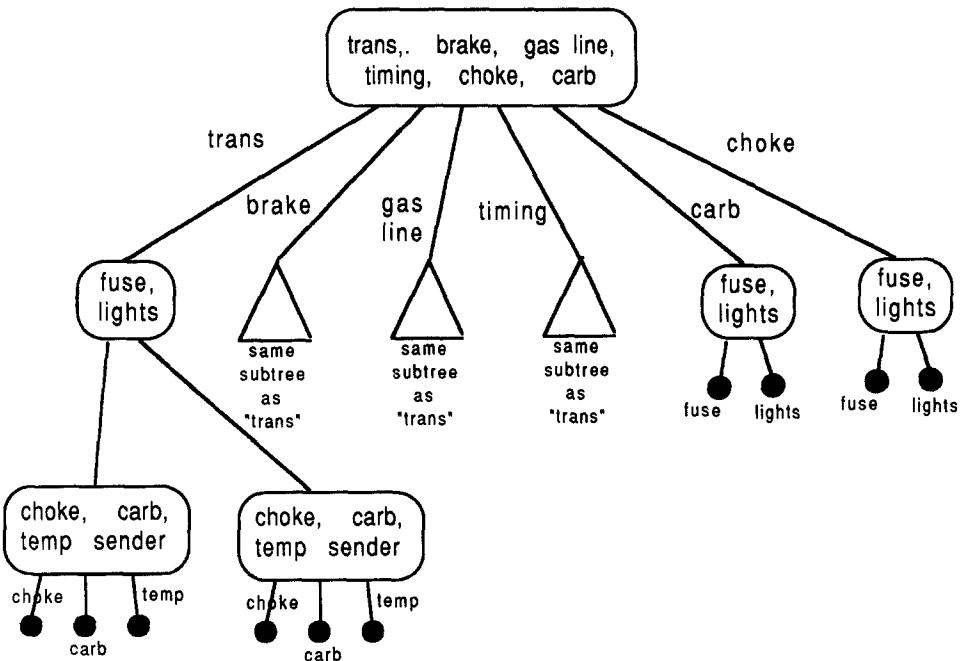 trans,. brake, gas line,
timing, choke, carb
trans
brake
gas
line
timing
carb
choke
fuse,
lights
same
subtree
as
"trans"
same
subtree
as
"trans"
same
subtree
as
"trans"
fuse,
lights
fuse
lights
fuse,
lights
fuse
lights
choke, carb,
temp sender
choke
carb
temp
choke, carb,
temp sender
choke
carb
temp